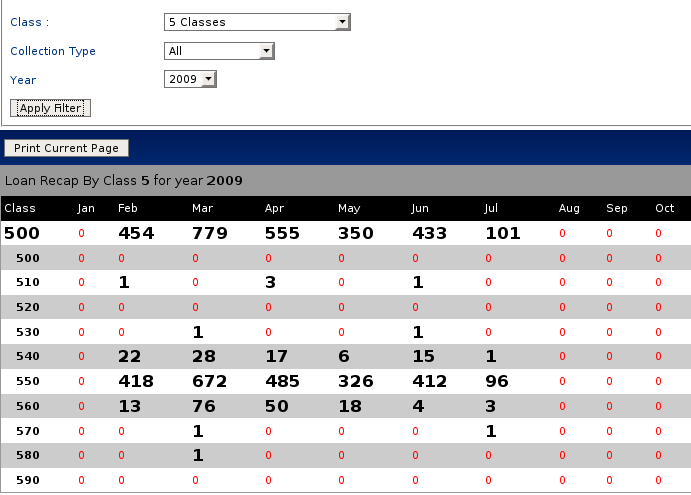 Class : 5 Classes
Collection Type All
Year 2009
Apply Filter
Print Current Page
Loan Recap By Class 5 for year 2009
Class Jan Feb Mar Apr May Jun Jul Aug Sep Oct
500 0 454 779 555 350 433 101 0 0 0
500 0 0 0 0 0 0 0 0 0 0
510 0 1 0 3 0 1 0 0 0 0
520 0 0 0 0 0 0 0 0 0 0
530 0 0 1 0 0 1 0 0 0 0
540 0 22 28 17 6 15 1 0 0 0
550 0 418 672 485 326 412 96 0 0 0
560 0 13 76 50 18 4 3 0 0 0
570 0 0 1 0 0 0 1 0 0 0
580 0 0 1 0 0 0 0 0 0 0
590 0 0 0 0 0 0 0 0 0 0